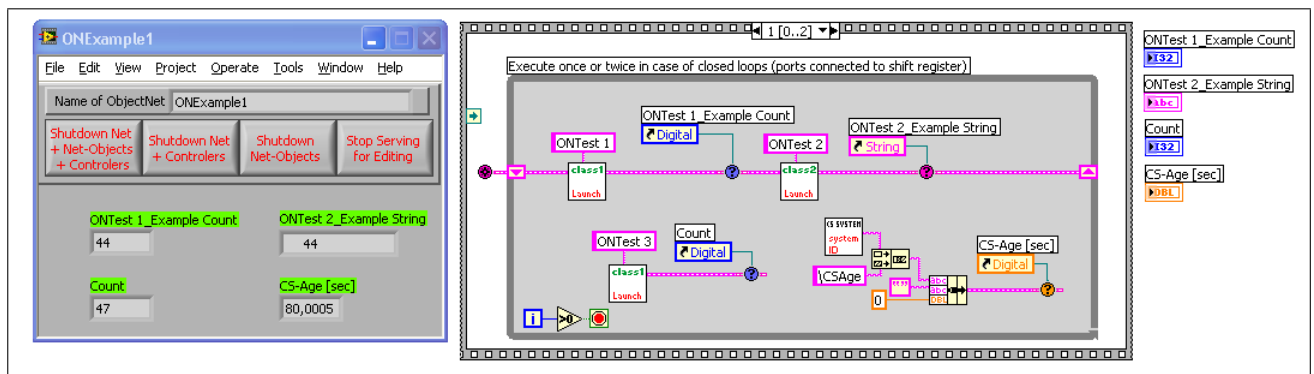 ONExample1
File Edit View Project Operate Tools Window Help
Name of ObjectNet ONExample1
Shutdown Net
+ Net-Objects
+ Controlers
Shutdown Net
+ Controlers
Shutdown
Net-Objects
Stop Serving
for Editing
ONTest 1_Example Count
44
ONTest 2_Example String
44
Count
47
CS-Age [sec]
80,0005
1 [0..2]
Execute once or twice in case of closed loops (ports connected to shift register)
ONTest 1_Example Count
Digital
ONTest 2_Example String
String
ONTest 1
class1
Launch
?
ONTest 2
class2
Launch
?
ONTest 3
class1
Launch
Count
Digital
?
CS SYSTEM
system
ID
\CSAge
0
abc
abc
DBL
CS-Age [sec]
Digital
?
i
>0
ONTest 1_Example Count
I32
ONTest 2_Example String
abc
Count
I32
CS-Age [sec]
DBL